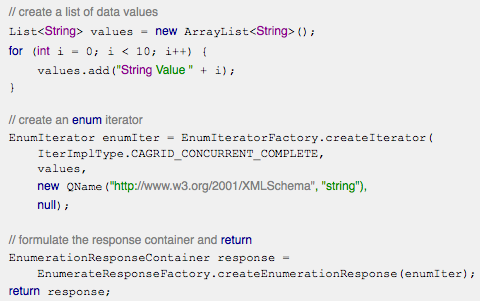 // create a list of data values
List<String> values = new ArrayList<String>();
for (int i = 0; i < 10; i++) {
values.add("String Value " + i);
}
// create an enum iterator
EnumIterator enumIter = EnumIteratorFactory.createIterator(
IterImplType.CAGRID_CONCURRENT_COMPLETE,
values,
new QName("http://www.w3.org/2001/XMLSchema", "string"),
null);
// formulate the response container and return
EnumerationResponseContainer response =
EnumerateResponseFactory.createEnumerationResponse(enumIter);
return response;